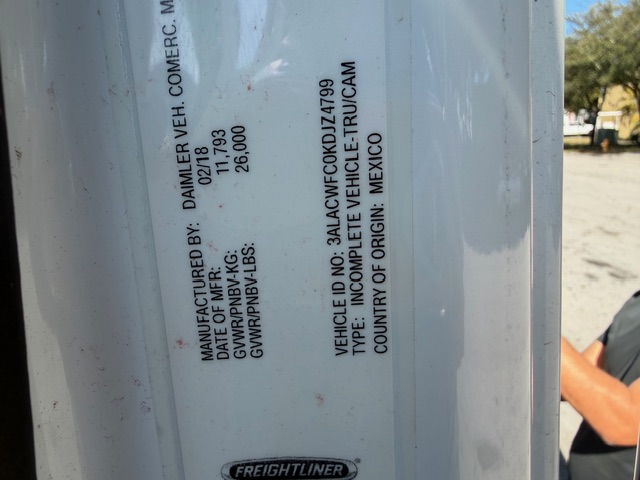 MANUFACTURED BY: DAIMLER VEH. COMERC. M
DATE OF MFR: 02/18
GVWR/PNBV-KG: 11,793
GVWR/PNBV-LBS: 26,000
VEHICLE ID NO: 3ALACWFC0KDJZ4799
TYPE: INCOMPLETE VEHICLE-TRU/CAM
COUNTRY OF ORIGIN: MEXICO
FREIGHTLINER